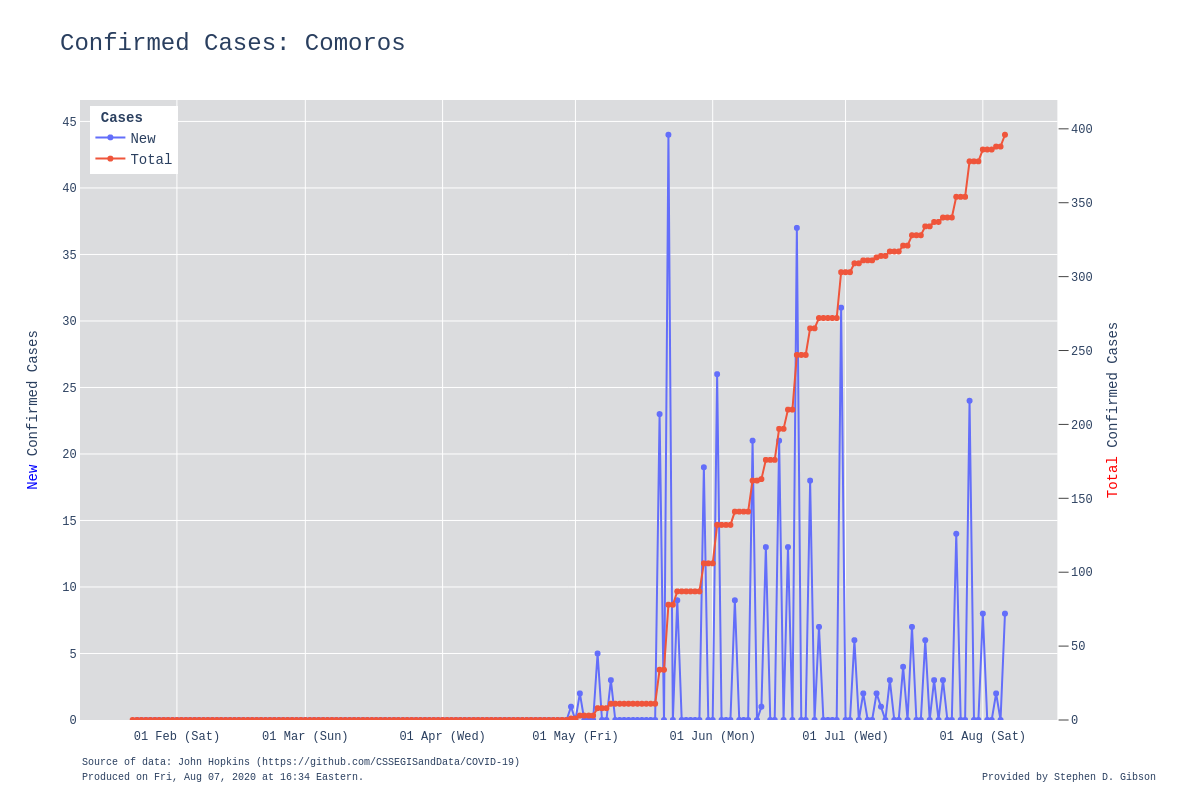 Confirmed Cases: Comoros
Cases
New
Total
45
40
35
30
25
20
15
10
5
0
400
350
300
250
200
150
100
50
0
New Confirmed Cases
Total Confirmed Cases
01 Feb (Sat) 01 Mar (Sun) 01 Apr (Wed) 01 May (Fri) 01 Jun (Mon) 01 Jul (Wed) 01 Aug (Sat)
Source of data: John Hopkins (https://github.com/CSSEGISandData/COVID-19)
Produced on Fri, Aug 07, 2020 at 16:34 Eastern.
Provided by Stephen D. Gibson